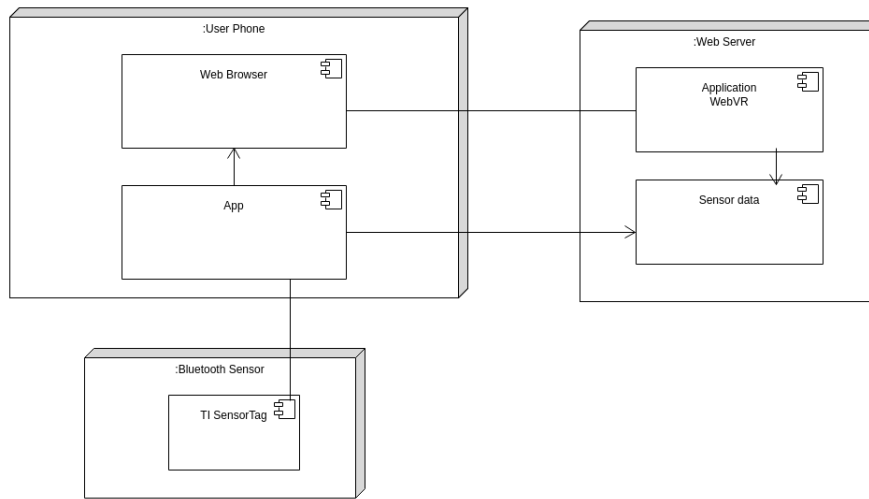 :User Phone
:Web Server
Web Browser
Application
WebVR
App
Sensor data
:Bluetooth Sensor
TI SensorTag